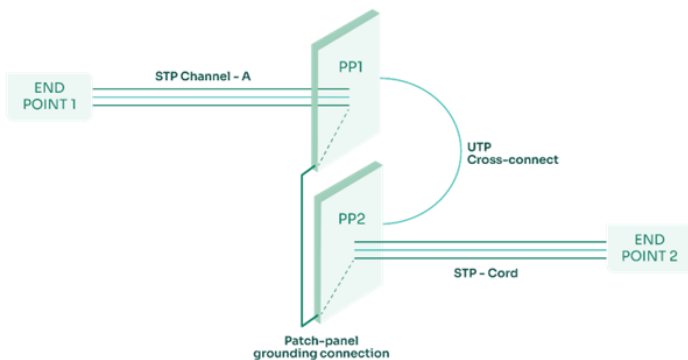 END
POINT 1
STP Channel - A
PP1
UTP
Cross-connect
PP2
END
POINT 2
STP - Cord
Patch-panel
grounding connection